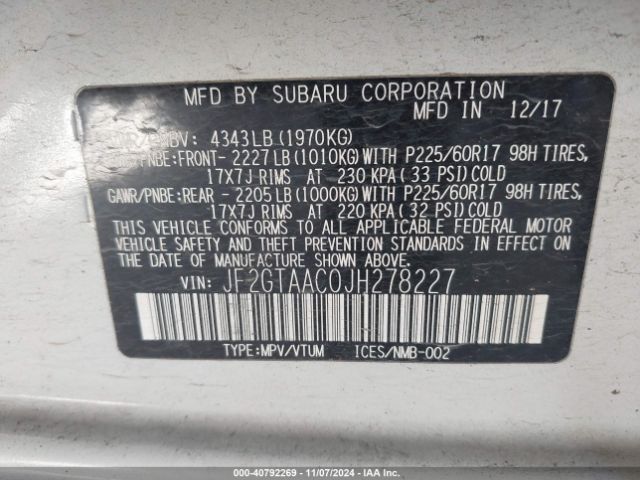 MFD BY SUBARU CORPORATION
MFD IN 12/17
GVWR/PNBV: 4343LB(1970KG)
GAWR/PNBE:FRONT- 2227LB(1010KG)WITH P225/60R17 98H TIRES,
17X7J RIMS AT 230 KPA( 33 PSI)COLD
GAWR/PNBE:REAR - 2205LB(1000KG)WITH P225/60R17 98H TIRES,
17X7J RIMS AT 220 KPA( 32 PSI)COLD
THIS VEHICLE CONFORMS TO ALL APPLICABLE FEDERAL MOTOR
VEHICLE SAFETY AND THEFT PREVENTION STANDARDS IN EFFECT
ON THE DATE OF MANUFACTURE SHOWN ABOVE.
VIN: JF2GTAAC0JH278227
TYPE:MPV/VTUM ICES/NMB-002
000-40792269 - 11/07/2024 - IAA Inc.